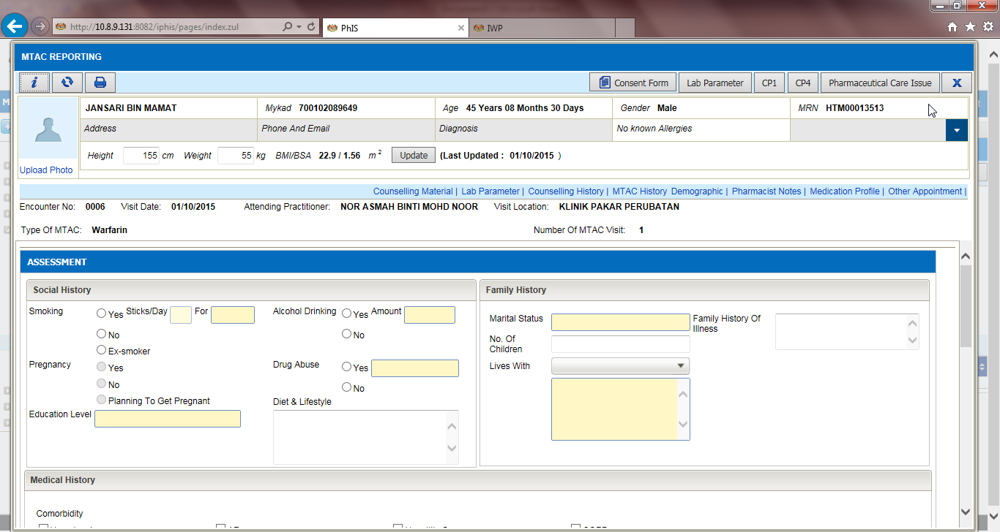 http://10.8.9.131:8082/iphis/pages/index.zul PhIS IWP
MTAC REPORTING
i Consent Form Lab Parameter CP1 CP4 Pharmaceutical Care Issue X
JANSARI BIN MAMAT Mykad 700102089649 Age 45 Years 08 Months 30 Days Gender Male MRN HTM00013513
Address Phone And Email Diagnosis No known Allergies
Height 155 cm Weight 55 kg BMI/BSA 22.9 / 1.56 m 2 Update (Last Updated : 01/10/2015 )
Upload Photo
Counselling Material | Lab Parameter | Counselling History | MTAC History Demographic | Pharmacist Notes | Medication Profile | Other Appointment |
Encounter No: 0006 Visit Date: 01/10/2015 Attending Practitioner: NOR ASMAH BINTI MOHD NOOR Visit Location: KLINIK PAKAR PERUBATAN
Type Of MTAC: Warfarin Number Of MTAC Visit: 1
ASSESSMENT
Social History
Smoking Yes Sticks/Day For Alcohol Drinking Yes Amount
No No
Ex-smoker
Pregnancy Yes Drug Abuse Yes
No No
Planning To Get Pregnant Diet & Lifestyle
Education Level
Family History
Marital Status Family History Of
Illness
No. Of
Children
Lives With
Medical History
Comorbidity